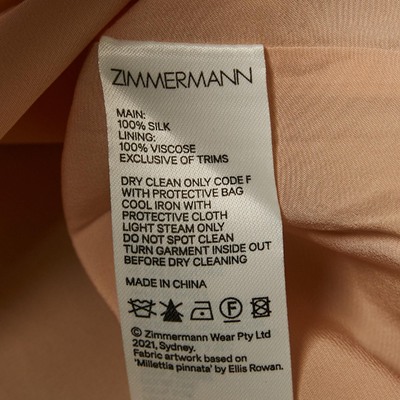 ZIMMERMANN
MAIN:
100% SILK
LINING:
100% VISCOSE
EXCLUSIVE OF TRIMS
DRY CLEAN ONLY CODE F
WITH PROTECTIVE BAG
COOL IRON WITH
PROTECTIVE CLOTH
LIGHT STEAM ONLY
DO NOT SPOT CLEAN
TURN GARMENT INSIDE OUT
BEFORE DRY CLEANING
MADE IN CHINA
F
© Zimmermann Wear Pty Ltd
2021, Sydney.
Fabric artwork based on
'Millettia pinnata' by Ellis Rowan.